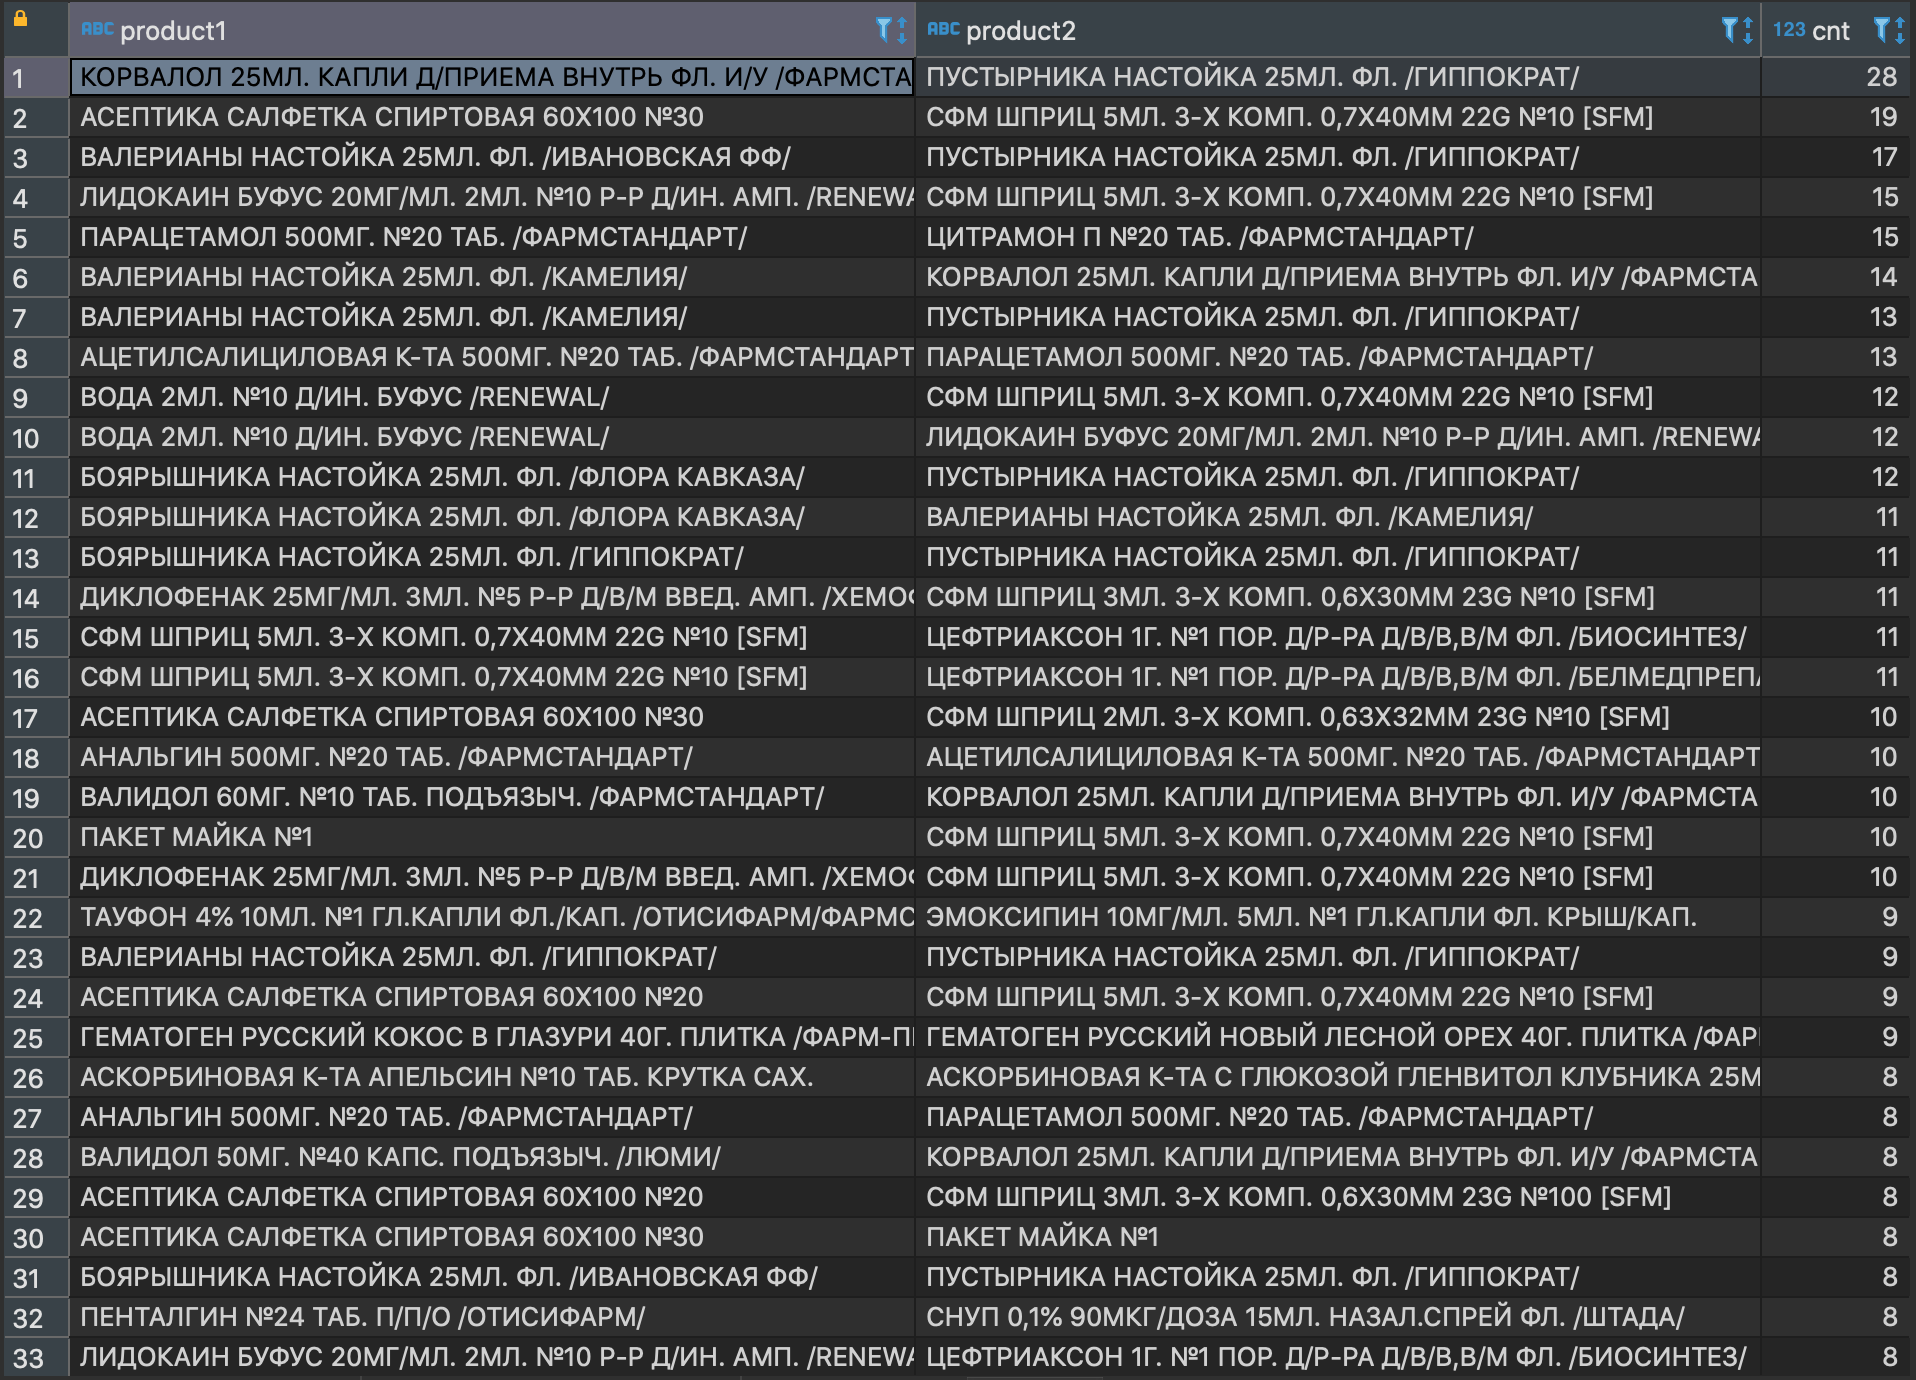 ABC product1 ABC product2 123 cnt
1 КОРВАЛОЛ 25МЛ. КАПЛИ Д/ПРИЕМА ВНУТРЬ ФЛ. И/У /ФАРМСТА ПУСТЫРНИКА НАСТОЙКА 25МЛ. ФЛ. /ГИППОКРАТ/ 28
2 АСЕПТИКА САЛФЕТКА СПИРТОВАЯ 60Х100 №30 СФМ ШПРИЦ 5МЛ. 3-Х КОМП. 0,7Х40ММ 22G №10 [SFM] 19
3 ВАЛЕРИАНЫ НАСТОЙКА 25МЛ. ФЛ. /ИВАНОВСКАЯ ФФ/ ПУСТЫРНИКА НАСТОЙКА 25МЛ. ФЛ. /ГИППОКРАТ/ 17
4 ЛИДОКАИН БУФУС 20МГ/МЛ. 2МЛ. №10 Р-Р Д/ИН. АМП. /RENEWA СФМ ШПРИЦ 5МЛ. 3-Х КОМП. 0,7Х40ММ 22G №10 [SFM] 15
5 ПАРАЦЕТАМОЛ 500МГ. №20 ТАБ. /ФАРМСТАНДАРТ/ ЦИТРАМОН П №20 ТАБ. /ФАРМСТАНДАРТ/ 15
6 ВАЛЕРИАНЫ НАСТОЙКА 25МЛ. ФЛ. /КАМЕЛИЯ/ КОРВАЛОЛ 25МЛ. КАПЛИ Д/ПРИЕМА ВНУТРЬ ФЛ. И/У /ФАРМСТА 14
7 ВАЛЕРИАНЫ НАСТОЙКА 25МЛ. ФЛ. /КАМЕЛИЯ/ ПУСТЫРНИКА НАСТОЙКА 25МЛ. ФЛ. /ГИППОКРАТ/ 13
8 АЦЕТИЛСАЛИЦИЛОВАЯ К-ТА 500МГ. №20 ТАБ. /ФАРМСТАНДАРТ ПАРАЦЕТАМОЛ 500МГ. №20 ТАБ. /ФАРМСТАНДАРТ/ 13
9 ВОДА 2МЛ. №10 Д/ИН. БУФУС /RENEWAL/ СФМ ШПРИЦ 5МЛ. 3-Х КОМП. 0,7Х40ММ 22G №10 [SFM] 12
10 ВОДА 2МЛ. №10 Д/ИН. БУФУС /RENEWAL/ ЛИДОКАИН БУФУС 20МГ/МЛ. 2МЛ. №10 Р-Р Д/ИН. АМП. /RENEWA 12
11 БОЯРЫШНИКА НАСТОЙКА 25МЛ. ФЛ. /ФЛОРА КАВКАЗА/ ПУСТЫРНИКА НАСТОЙКА 25МЛ. ФЛ. /ГИППОКРАТ/ 12
12 БОЯРЫШНИКА НАСТОЙКА 25МЛ. ФЛ. /ФЛОРА КАВКАЗА/ ВАЛЕРИАНЫ НАСТОЙКА 25МЛ. ФЛ. /КАМЕЛИЯ/ 11
13 БОЯРЫШНИКА НАСТОЙКА 25МЛ. ФЛ. /ГИППОКРАТ/ ПУСТЫРНИКА НАСТОЙКА 25МЛ. ФЛ. /ГИППОКРАТ/ 11
14 ДИКЛОФЕНАК 25МГ/МЛ. 3МЛ. №5 Р-Р Д/В/М ВВЕД. АМП. /ХЕМОФ СФМ ШПРИЦ 3МЛ. 3-Х КОМП. 0,6Х30ММ 23G №10 [SFM] 11
15 СФМ ШПРИЦ 5МЛ. 3-Х КОМП. 0,7Х40ММ 22G №10 [SFM] ЦЕФТРИАКСОН 1Г. №1 ПОР. Д/Р-РА Д/В/В,В/М ФЛ. /БИОСИНТЕЗ/ 11
16 СФМ ШПРИЦ 5МЛ. 3-Х КОМП. 0,7Х40ММ 22G №10 [SFM] ЦЕФТРИАКСОН 1Г. №1 ПОР. Д/Р-РА Д/В/В,В/М ФЛ. /БЕЛМЕДПРЕПА 11
17 АСЕПТИКА САЛФЕТКА СПИРТОВАЯ 60Х100 №30 СФМ ШПРИЦ 2МЛ. 3-Х КОМП. 0,63Х32ММ 23G №10 [SFM] 10
18 АНАЛЬГИН 500МГ. №20 ТАБ. /ФАРМСТАНДАРТ/ АЦЕТИЛСАЛИЦИЛОВАЯ К-ТА 500МГ. №20 ТАБ. /ФАРМСТАНДАРТ 10
19 ВАЛИДОЛ 60МГ. №10 ТАБ. ПОДЪЯЗЫЧ. /ФАРМСТАНДАРТ/ КОРВАЛОЛ 25МЛ. КАПЛИ Д/ПРИЕМА ВНУТРЬ ФЛ. И/У /ФАРМСТА 10
20 ПАКЕТ МАЙКА №1 СФМ ШПРИЦ 5МЛ. 3-Х КОМП. 0,7Х40ММ 22G №10 [SFM] 10
21 ДИКЛОФЕНАК 25МГ/МЛ. 3МЛ. №5 Р-Р Д/В/М ВВЕД. АМП. /ХЕМОФ СФМ ШПРИЦ 5МЛ. 3-Х КОМП. 0,7Х40ММ 22G №10 [SFM] 10
22 ТАУФОН 4% 10МЛ. №1 ГЛ.КАПЛИ ФЛ./КАП. /ОТИСИФАРМ/ФАРМС ЭМОКСИПИН 10МГ/МЛ. 5МЛ. №1 ГЛ.КАПЛИ ФЛ. КРЫШ/КАП. 9
23 ВАЛЕРИАНЫ НАСТОЙКА 25МЛ. ФЛ. /ГИППОКРАТ/ ПУСТЫРНИКА НАСТОЙКА 25МЛ. ФЛ. /ГИППОКРАТ/ 9
24 АСЕПТИКА САЛФЕТКА СПИРТОВАЯ 60Х100 №20 СФМ ШПРИЦ 5МЛ. 3-Х КОМП. 0,7Х40ММ 22G №10 [SFM] 9
25 ГЕМАТОГЕН РУССКИЙ КОКОС В ГЛАЗУРИ 40Г. ПЛИТКА /ФАРМ-ПР ГЕМАТОГЕН РУССКИЙ НОВЫЙ ЛЕСНОЙ ОРЕХ 40Г. ПЛИТКА /ФАР 9
26 АСКОРБИНОВАЯ К-ТА АПЕЛЬСИН №10 ТАБ. КРУТКА САХ. АСКОРБИНОВАЯ К-ТА С ГЛЮКОЗОЙ ГЛЕНВИТОЛ КЛУБНИКА 25М 8
27 АНАЛЬГИН 500МГ. №20 ТАБ. /ФАРМСТАНДАРТ/ ПАРАЦЕТАМОЛ 500МГ. №20 ТАБ. /ФАРМСТАНДАРТ/ 8
28 ВАЛИДОЛ 50МГ. №40 КАПС. ПОДЪЯЗЫЧ. /ЛЮМИ/ КОРВАЛОЛ 25МЛ. КАПЛИ Д/ПРИЕМА ВНУТРЬ ФЛ. И/У /ФАРМСТА 8
29 АСЕПТИКА САЛФЕТКА СПИРТОВАЯ 60Х100 №20 СФМ ШПРИЦ 3МЛ. 3-Х КОМП. 0,6Х30ММ 23G №100 [SFM] 8
30 АСЕПТИКА САЛФЕТКА СПИРТОВАЯ 60Х100 №30 ПАКЕТ МАЙКА №1 8
31 БОЯРЫШНИКА НАСТОЙКА 25МЛ. ФЛ. /ИВАНОВСКАЯ ФФ/ ПУСТЫРНИКА НАСТОЙКА 25МЛ. ФЛ. /ГИППОКРАТ/ 8
32 ПЕНТАЛГИН №24 ТАБ. П/П/О /ОТИСИФАРМ/ СНУП 0,1% 90МКГ/ДОЗА 15МЛ. НАЗАЛ.СПРЕЙ ФЛ. /ШТАДА/ 8
33 ЛИДОКАИН БУФУС 20МГ/МЛ. 2МЛ. №10 Р-Р Д/ИН. АМП. /RENEWA ЦЕФТРИАКСОН 1Г. №1 ПОР. Д/Р-РА Д/В/В,В/М ФЛ. /БИОСИНТЕЗ/ 8